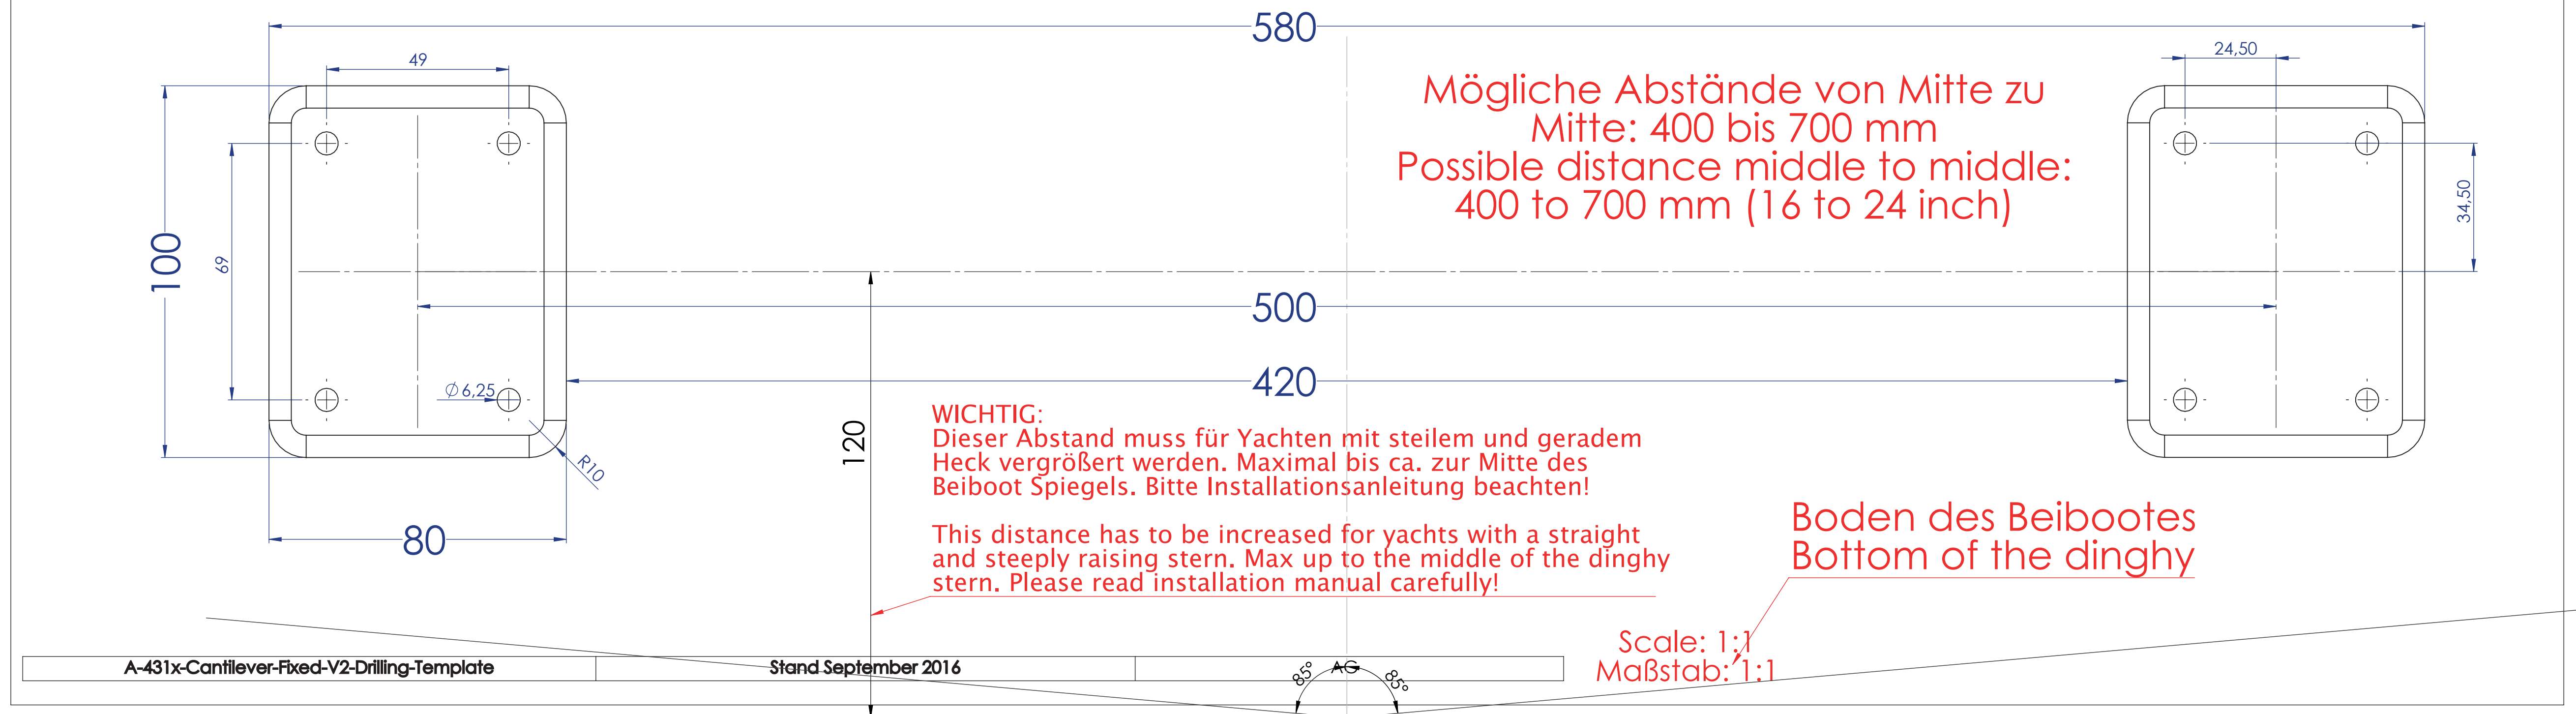 580
49
24,50
Mögliche Abstände von Mitte zu
Mitte: 400 bis 700 mm
Possible distance middle to middle:
400 to 700 mm (16 to 24 inch)
34,50
100
69
500
420
Ø6,25
120
WICHTIG:
Dieser Abstand muss für Yachten mit steilem und geradem
Heck vergrößert werden. Maximal bis ca. zur Mitte des
Beiboot Spiegels. Bitte Installationsanleitung beachten!
This distance has to be increased for yachts with a straight
and steeply raising stern. Max up to the middle of the dinghy
stern. Please read installation manual carefully!
R10
80
Boden des Beibootes
Bottom of the dinghy
Scale: 1:1
Maßstab: 1:1
A-431x-Cantilever-Fixed-V2-Drilling-Template
Stand September 2016
AG
85°
85°